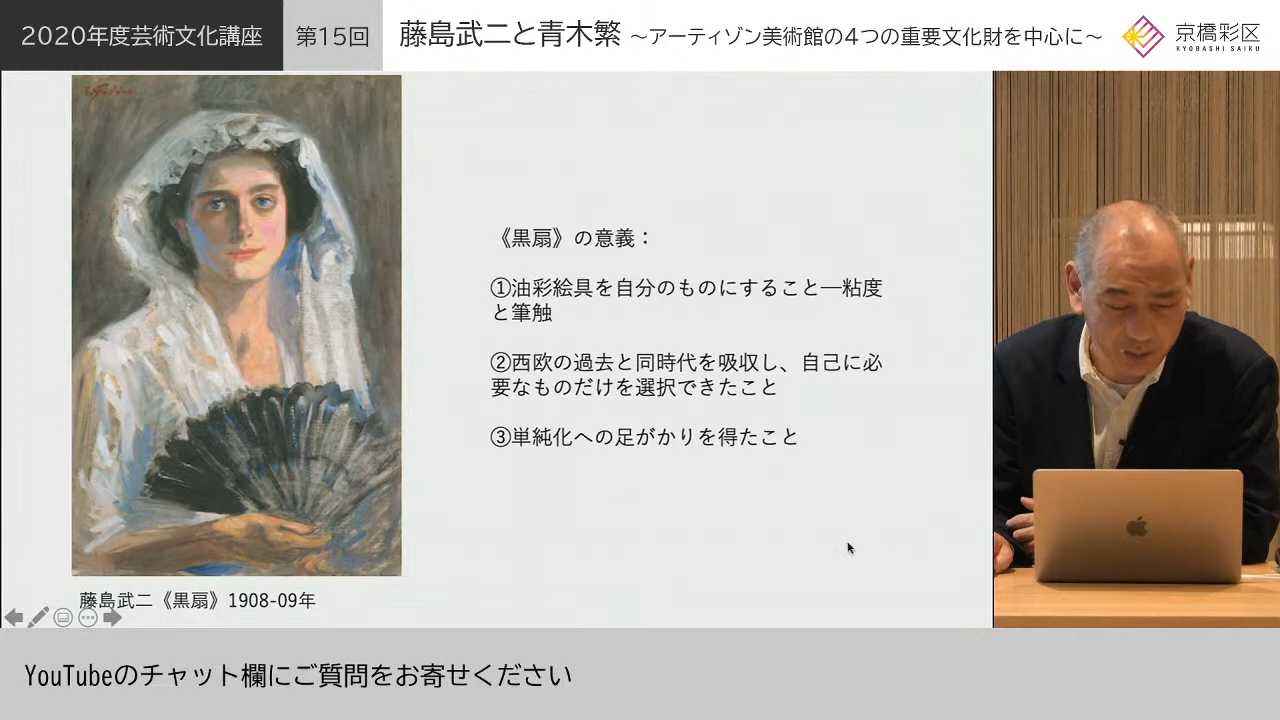 2020年度芸術文化講座
第15回
藤島武二と青木繁 ～アーティゾン美術館の4つの重要文化財を中心に～
京橋彩区
KYOBASHI SAIKU
《黒扇》の意義：
①油彩絵具を自分のものにすること―粘度
と筆触
②西欧の過去と同時代を吸収し、自己に必
要なものだけを選択できたこと
③単純化への足がかりを得たこと
藤島武二《黒扇》1908-09年
YouTubeのチャット欄にご質問をお寄せください